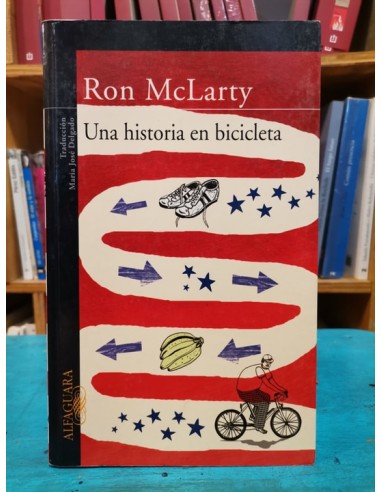 Ron McLarty
Una historia en bicicleta
Traducción
María José Delgado
ALFAGUARA